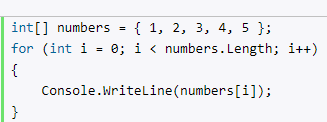 int[] numbers = { 1, 2, 3, 4, 5 };
for (int i = 0; i < numbers.Length; i++)
{
    Console.WriteLine(numbers[i]);
}